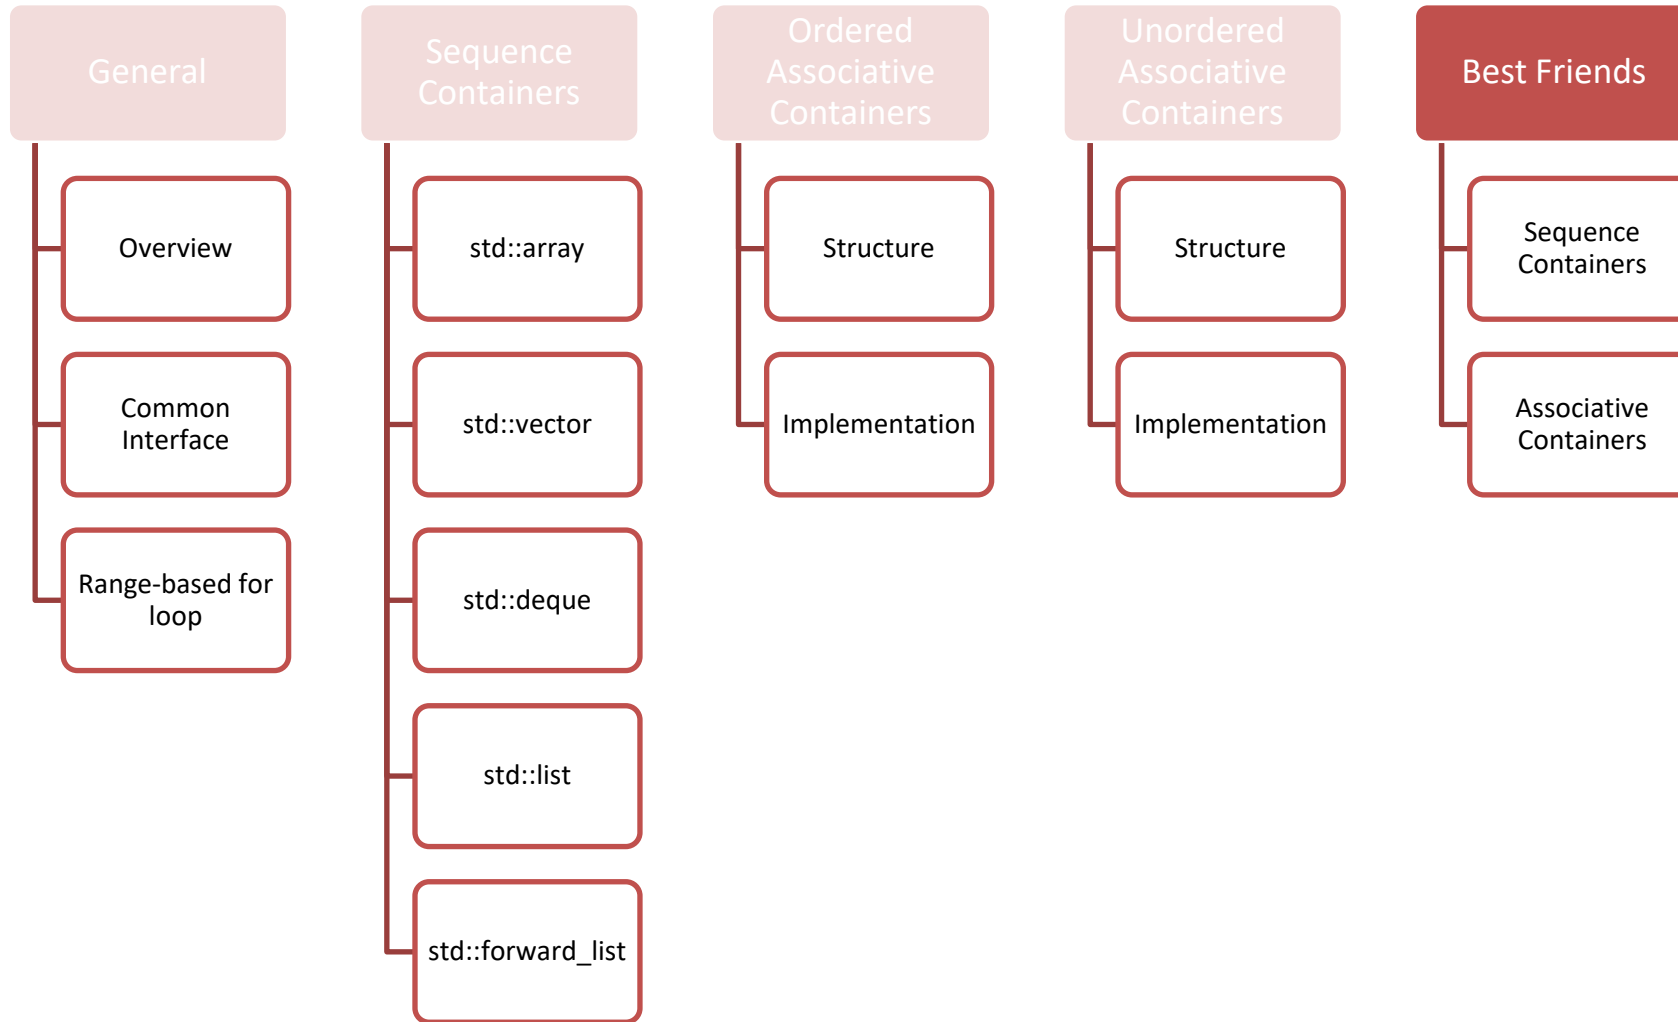 General
Overview
Common
Interface
Range-based for
loop
Sequence
Containers
std::array
std::vector
std::deque
std::list
std::forward_list
Ordered
Associative
Containers
Structure
Implementation
Unordered
Associative
Containers
Structure
Implementation
Best Friends
Sequence
Containers
Associative
Containers